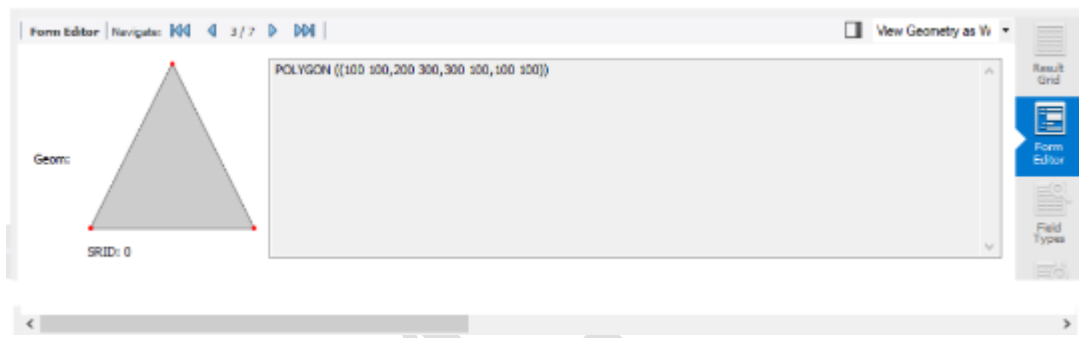 Form Editor Navigate: 3 / 7 View Geometry as W
POLYGON ((100 100,200 300,300 100,100 100))
Result
Grid
Geom:
Form
Editor
SRID: 0
Field
Types